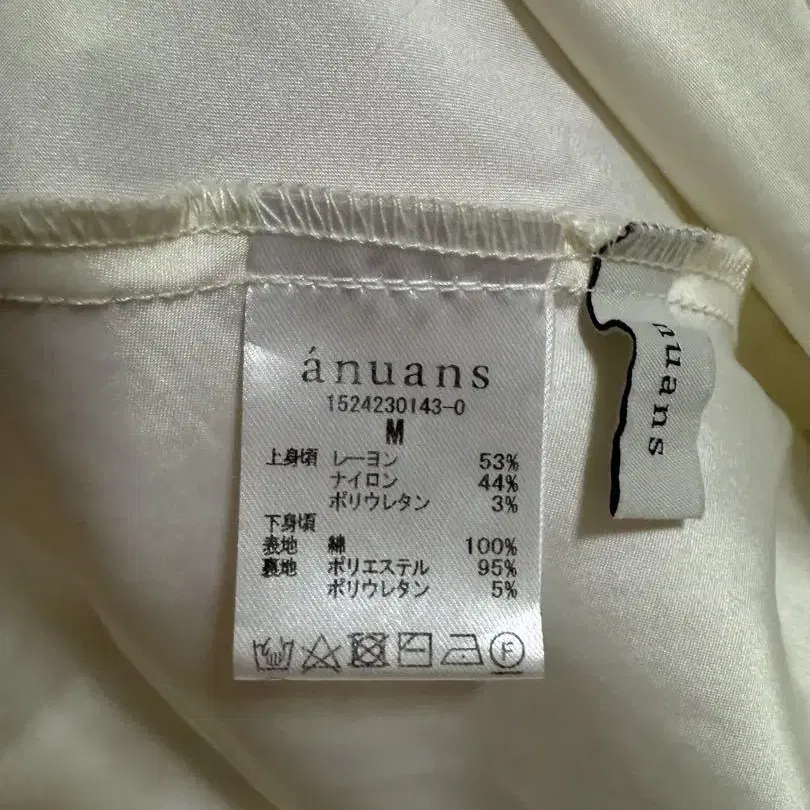 ánuans
1524230143-0
M
上身頃 レーヨン 53%
ナイロン 44%
ポリウレタン 3%
下身頃
表地 綿 100%
裏地 ポリエステル 95%
ポリウレタン 5%
F